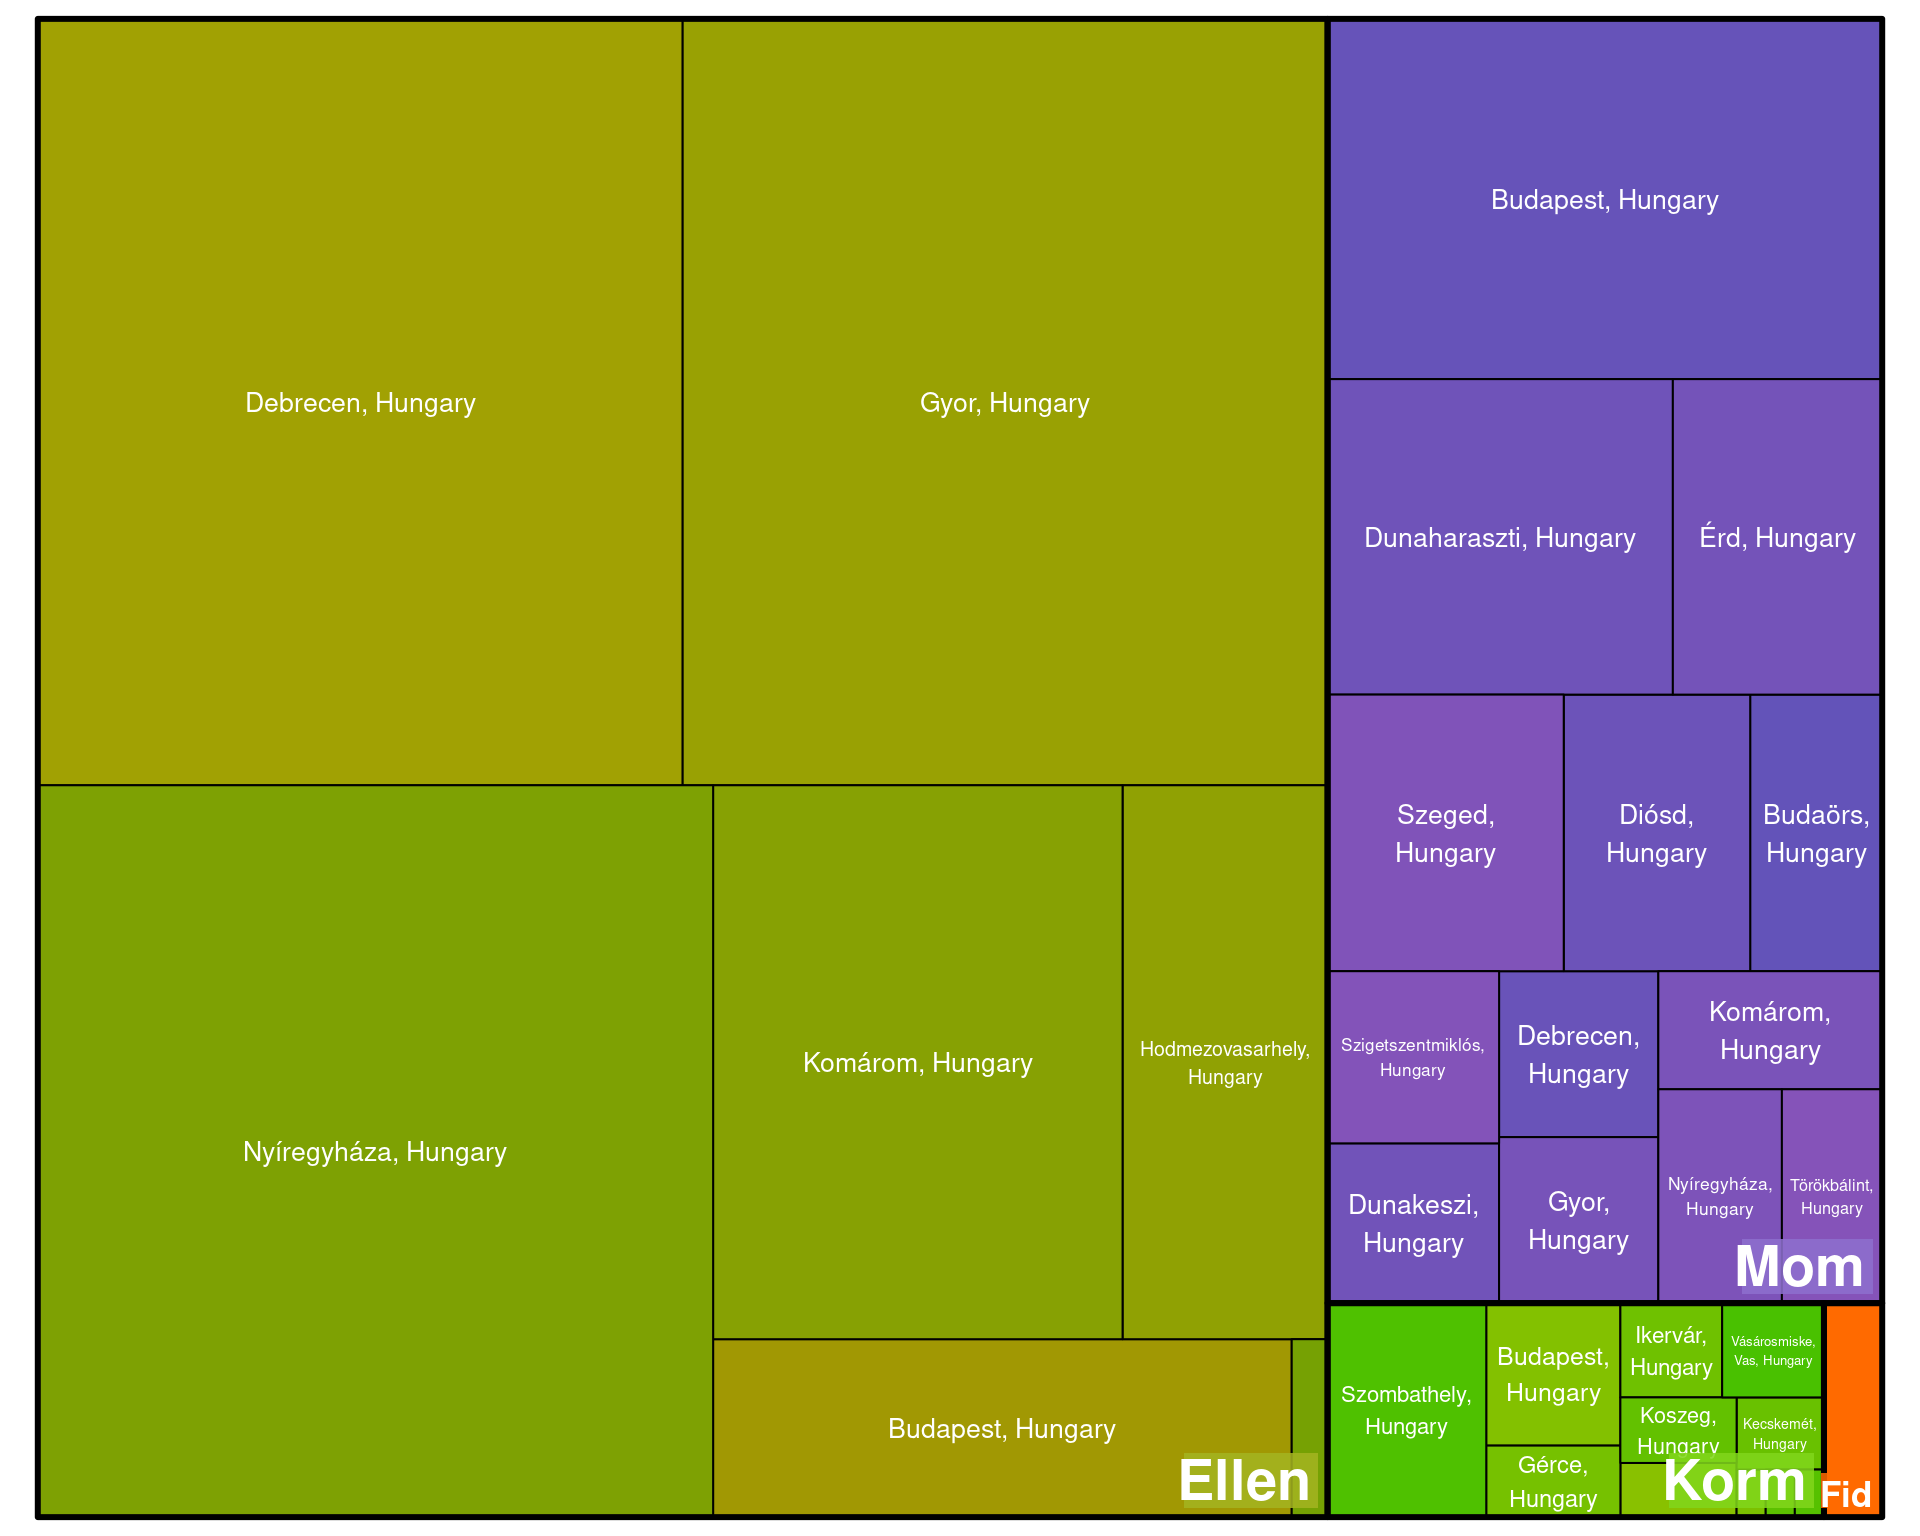 Debrecen, Hungary
Gyor, Hungary
Nyíregyháza, Hungary
Komárom, Hungary
Hodmezovasarhely,
Hungary
Budapest, Hungary
Ellen
Budapest, Hungary
Dunaharaszti, Hungary
Érd, Hungary
Szeged,
Hungary
Diósd,
Hungary
Budaörs,
Hungary
Szigetszentmiklós,
Hungary
Debrecen,
Hungary
Komárom,
Hungary
Dunakeszi,
Hungary
Gyor,
Hungary
Nyíregyháza,
Hungary
Törökbálint,
Hungary
Mom
Szombathely,
Hungary
Budapest,
Hungary
Gérce,
Hungary
Ikervár,
Hungary
Vásárosmiske,
Vas, Hungary
Koszeg,
Hungary
Kecskemét,
Hungary
Korm
Fid